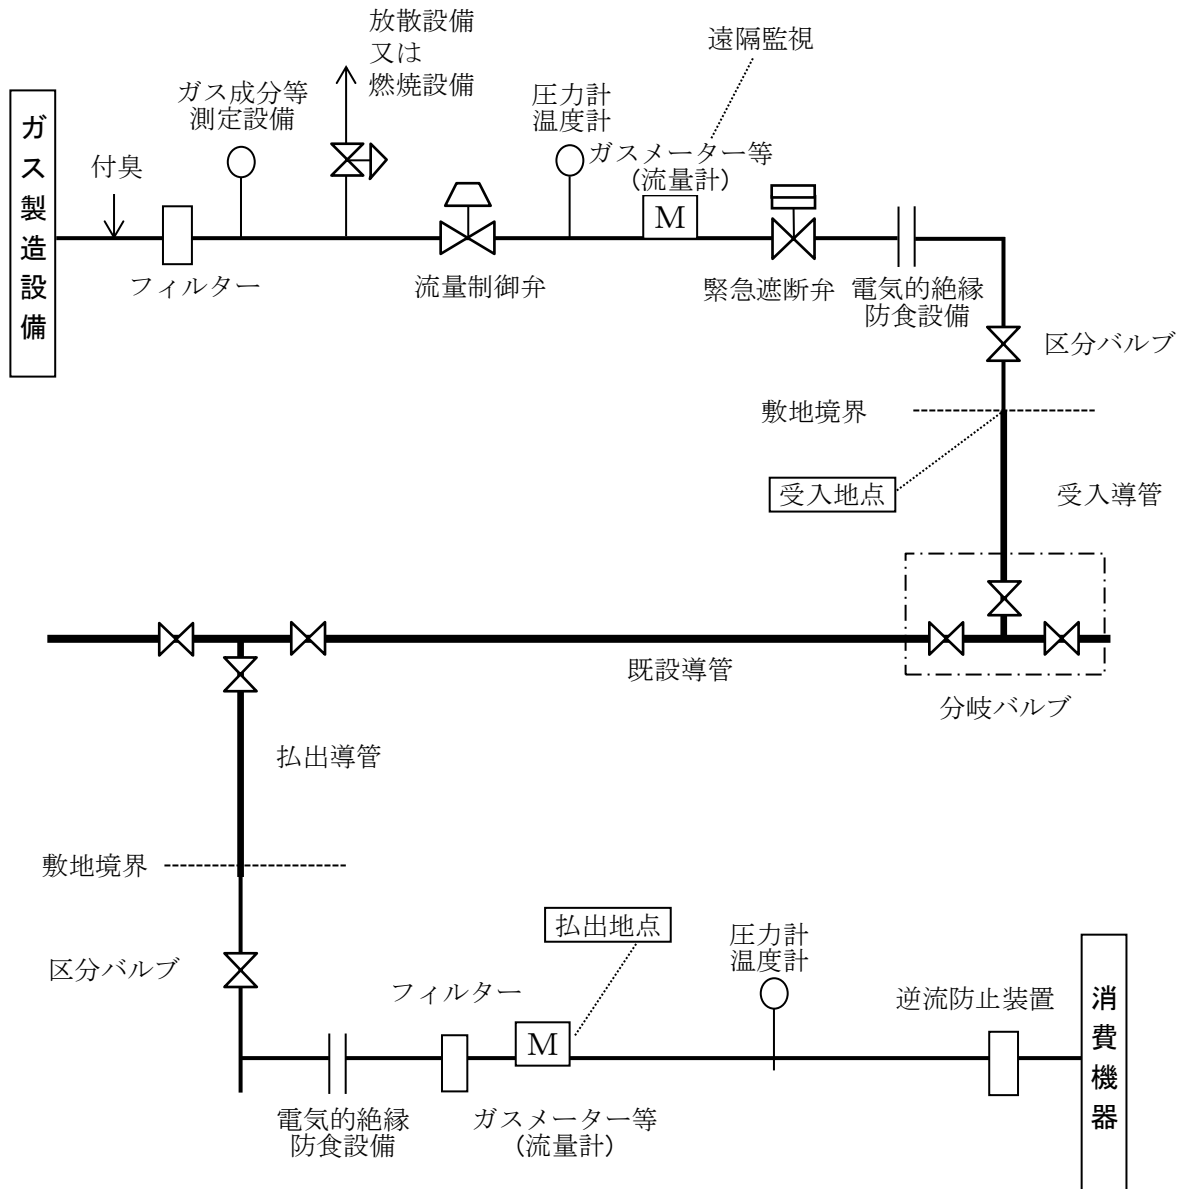 放散設備
又は
燃焼設備
遠隔監視
ガス成分等
測定設備
圧力計
温度計
ガス製造設備
付臭
ガスメーター等
（流量計）
M
フィルター
流量制御弁
緊急遮断弁
電気的絶縁
防食設備
区分バルブ
敷地境界
受入地点
受入導管
既設導管
分岐バルブ
払出導管
敷地境界
払出地点
圧力計
温度計
区分バルブ
フィルター
逆流防止装置
消費機器
M
電気的絶縁
防食設備
ガスメーター等
（流量計）